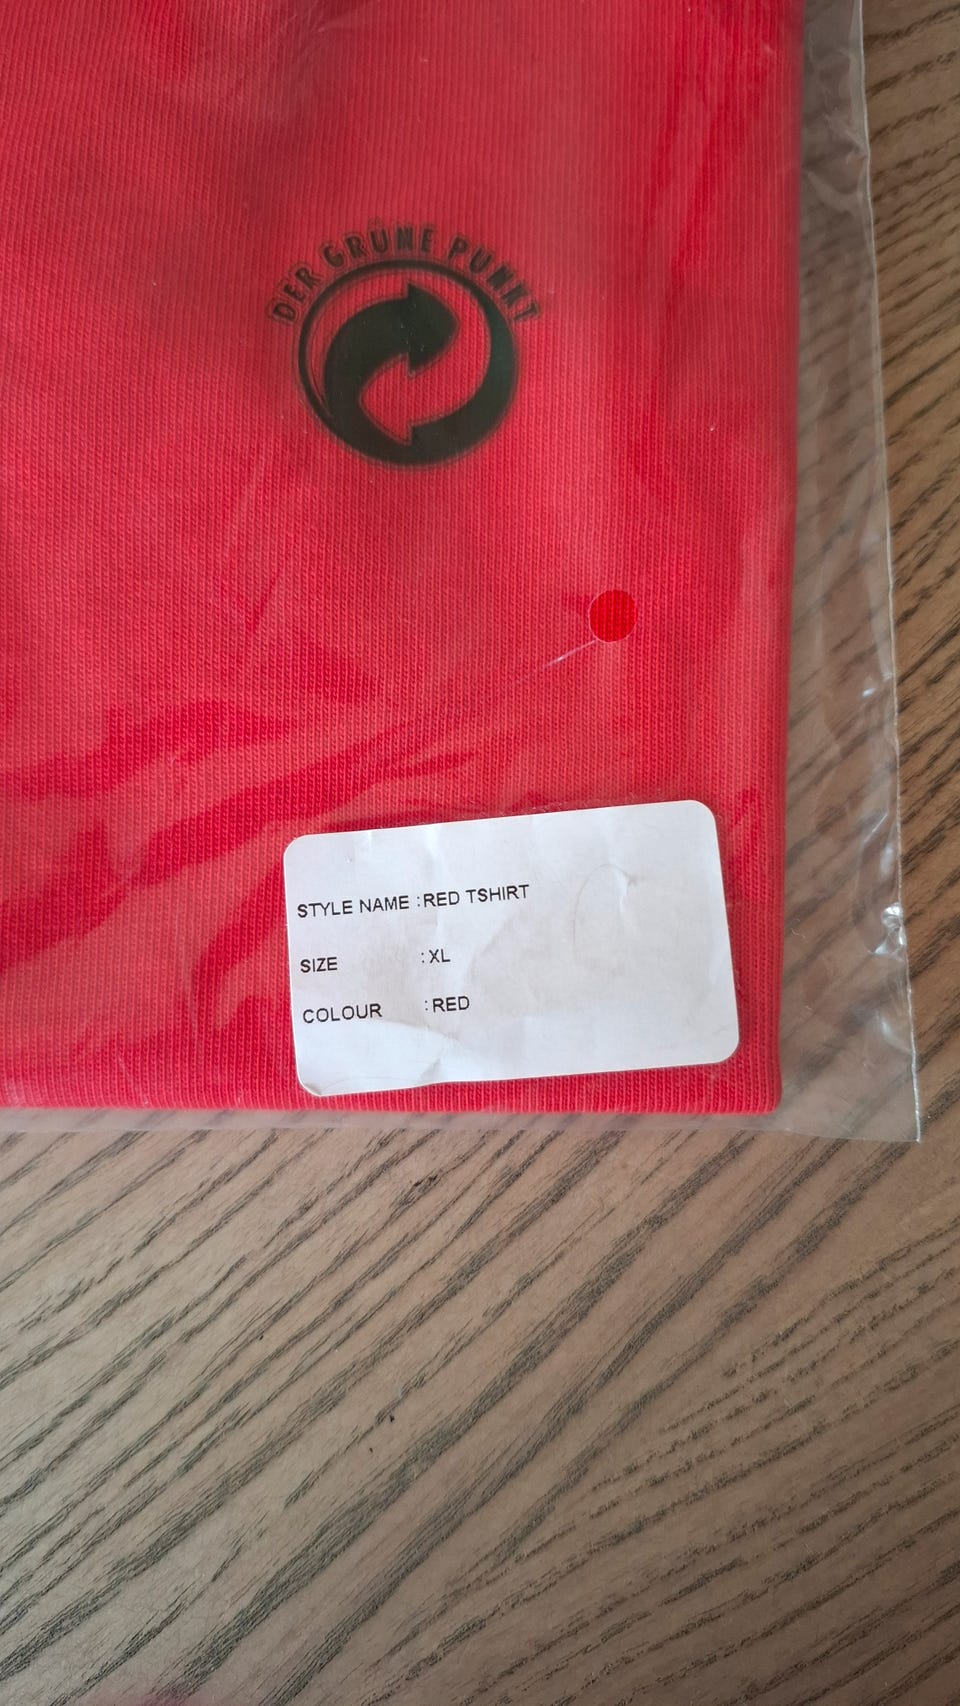 DER GRÜNE PUNKT
STYLE NAME : RED TSHIRT
SIZE : XL
COLOUR : RED